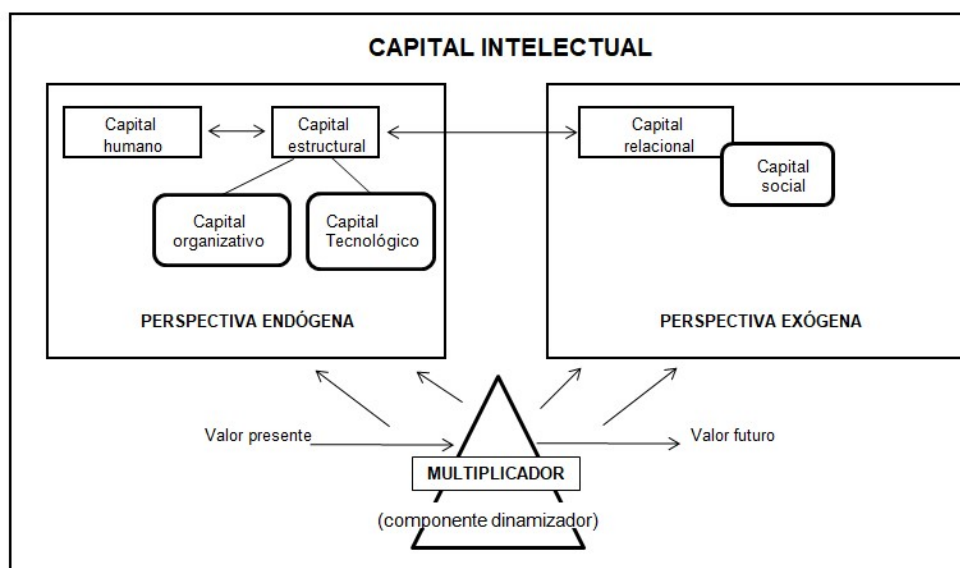 CAPITAL INTELECTUAL
Capital
humano
Capital
estructural
Capital
organizativo
Capital
Tecnológico
PERSPECTIVA ENDÓGENA
Capital
relacional
Capital
social
PERSPECTIVA EXÓGENA
Valor presente
Valor futuro
MULTIPLICADOR
(componente dinamizador)